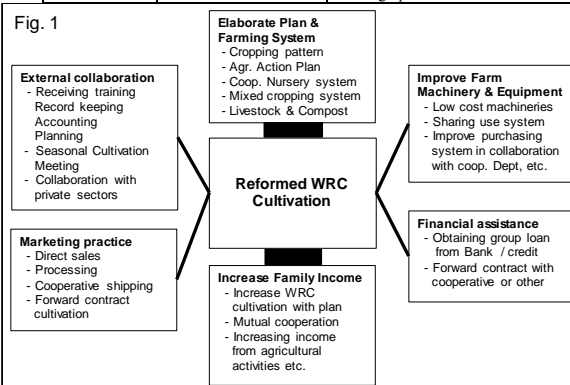 Fig. 1
Elaborate Plan &
Farming System
- Cropping pattern
- Agr. Action Plan
- Coop. Nursery system
- Mixed cropping system
- Livestock & Compost
External collaboration
- Receiving training
Record keeping
Accounting
Planning
- Seasonal Cultivation
Meeting
- Collaboration with
private sectors
Improve Farm
Machinery & Equipment
- Low cost machineries
- Sharing use system
- Improve purchasing
system in collaboration
with coop. Dept, etc.
Reformed WRC
Cultivation
Marketing practice
- Direct sales
- Processing
- Cooperative shipping
- Forward contract
cultivation
Financial assistance
- Obtaining group loan
from Bank / credit
- Forward contract with
cooperative or other
Increase Family Income
- Increase WRC
cultivation with plan
- Mutual cooperation
- Increasing income
from agricultural
activities etc.